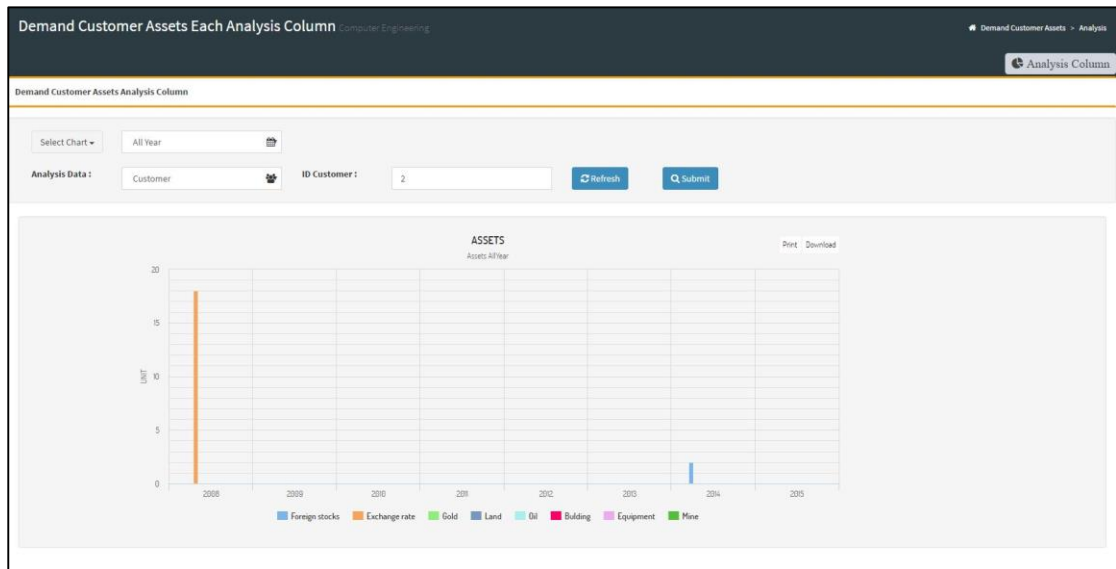 Demand Customer Assets Each Analysis Column Computer Engineering
Demand Customer Assets > Analysis
Analysis Column
Demand Customer Assets Analysis Column
Select Chart All Year
Analysis Data : Customer ID Customer : 2 Refresh Submit
ASSETS
Print Download
Assets All Year
20
15
UNIT
10
5
0
2008 2009 2010 2011 2012 2013 2014 2015
Foreign stocks Exchange rate Gold Land Oil Bulding Equipment Mine